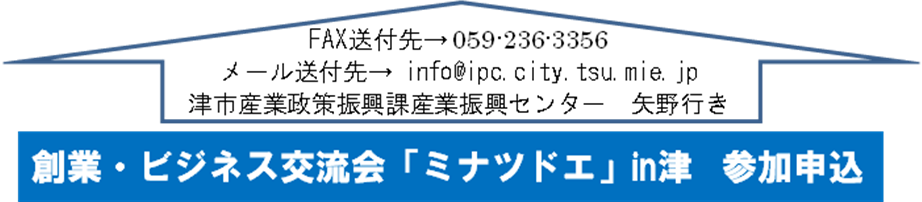 FAX送付先→059-236-3356
メール送付先→ info@ipc.city.tsu.mie.jp
津市産業政策振興課産業振興センター　矢野行き
創業・ビジネス交流会「ミナツドエ」in津　参加申込